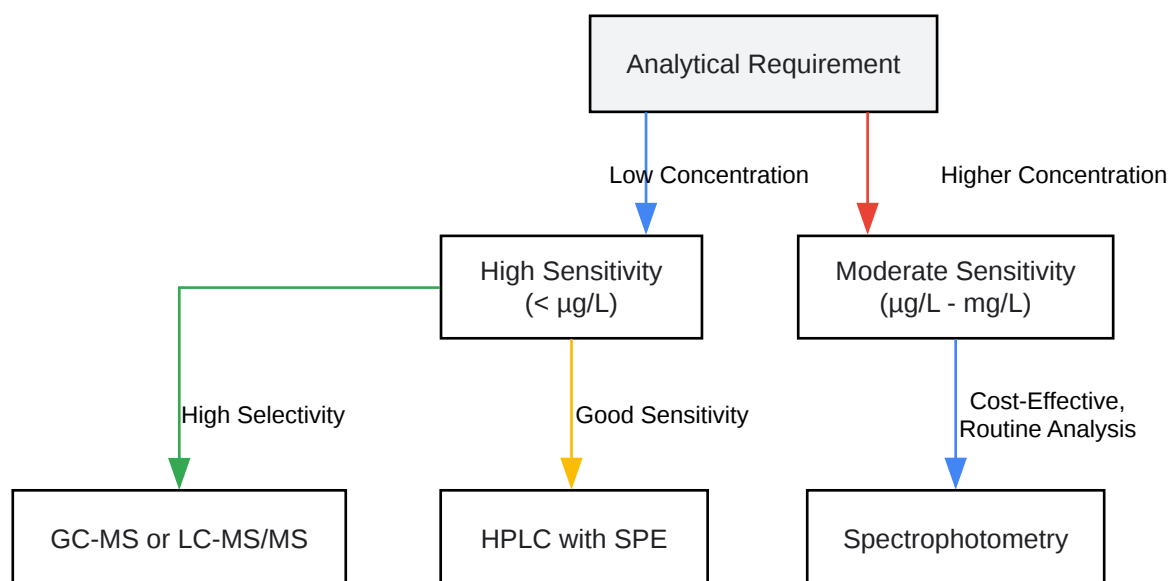 Analytical Requirement
Low Concentration
Higher Concentration
High Sensitivity
(< µg/L)
Moderate Sensitivity
(µg/L - mg/L)
High Selectivity
Good Sensitivity
Cost-Effective,
Routine Analysis
GC-MS or LC-MS/MS
HPLC with SPE
Spectrophotometry